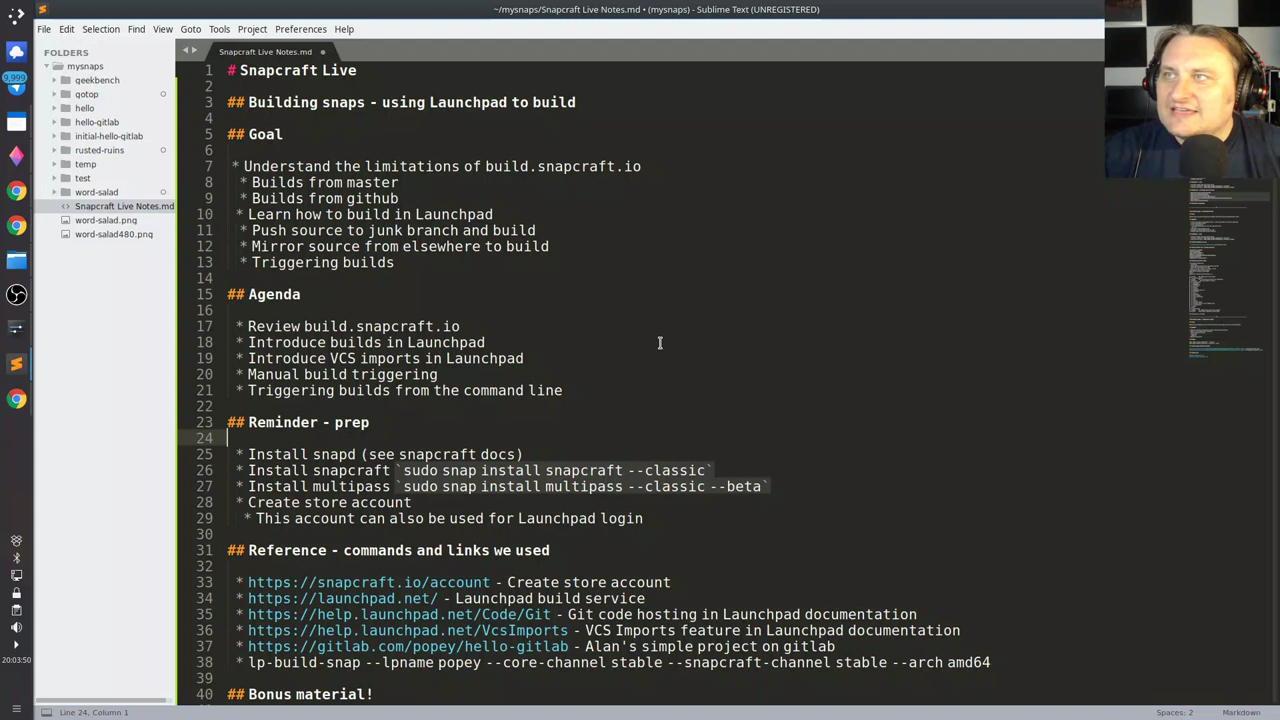 ~/mysnaps/Snapcraft Live Notes.md • (mysnaps) - Sublime Text (UNREGISTERED)
File Edit Selection Find View Goto Tools Project Preferences Help
FOLDERS
mysnaps
geekbench
gotop
hello
hello-gitlab
initial-hello-gitlab
rusted-ruins
temp
test
word-salad
<> Snapcraft Live Notes.md
word-salad.png
word-salad480.png
9,999
20:03:50
Snapcraft Live Notes.md
1 # Snapcraft Live
2
3 ## Building snaps - using Launchpad to build
4
5 ## Goal
6
7 * Understand the limitations of build.snapcraft.io
8 * Builds from master
9 * Builds from github
10 * Learn how to build in Launchpad
11 * Push source to junk branch and build
12 * Mirror source from elsewhere to build
13 * Triggering builds
14
15 ## Agenda
16
17 * Review build.snapcraft.io
18 * Introduce builds in Launchpad
19 * Introduce VCS imports in Launchpad
20 * Manual build triggering
21 * Triggering builds from the command line
22
23 ## Reminder - prep
24
25 * Install snapd (see snapcraft docs)
26 * Install snapcraft `sudo snap install snapcraft --classic`
27 * Install multipass `sudo snap install multipass --classic --beta`
28 * Create store account
29 * This account can also be used for Launchpad login
30
31 ## Reference - commands and links we used
32
33 * https://snapcraft.io/account - Create store account
34 * https://launchpad.net/ - Launchpad build service
35 * https://help.launchpad.net/Code/Git - Git code hosting in Launchpad documentation
36 * https://help.launchpad.net/VcsImports - VCS Imports feature in Launchpad documentation
37 * https://gitlab.com/popey/hello-gitlab - Alan's simple project on gitlab
38 * lp-build-snap --lpname popey --core-channel stable --snapcraft-channel stable --arch amd64
39
40 ## Bonus material!
Line 24, Column 1
Spaces: 2
Markdown